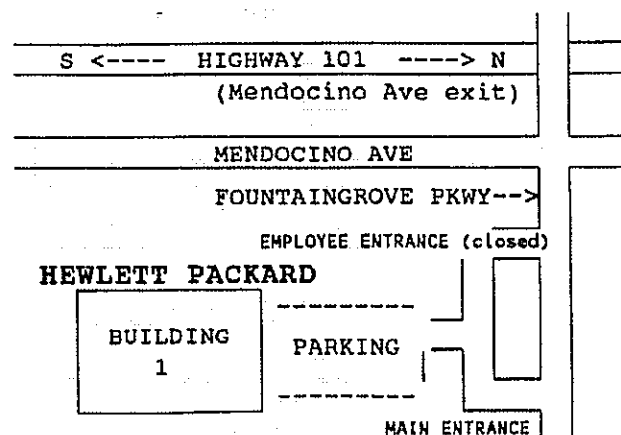 S <---- HIGHWAY 101 ----> N
(Mendocino Ave exit)
MENDOCINO AVE
FOUNTAINGROVE PKWY-->
EMPLOYEE ENTRANCE (closed)
HEWLETT PACKARD
BUILDING
1
PARKING
MAIN ENTRANCE